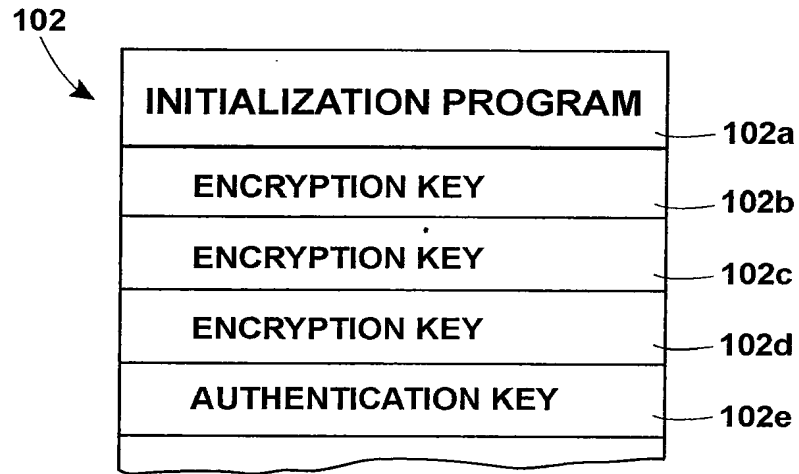 102
INITIALIZATION PROGRAM
102a
ENCRYPTION KEY
102b
ENCRYPTION KEY
102c
ENCRYPTION KEY
102d
AUTHENTICATION KEY
102e